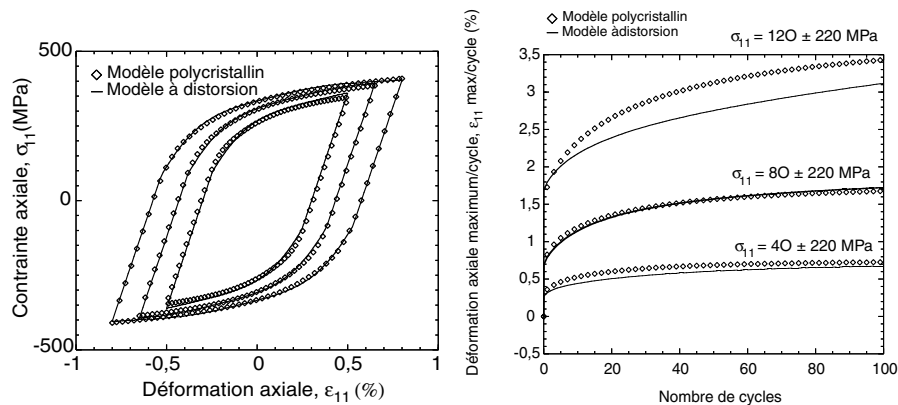 500
Modèle polycristallin
Modèle à distorsion
0
-500
-1
-0,5
0
0,5
1
Contrainte axiale, σ11 (MPa)
Déformation axiale, ε11 (%)
Modèle polycristallin
Modèle àdistorsion
σ11 = 12O ± 220 MPa
σ11 = 8O ± 220 MPa
σ11 = 4O ± 220 MPa
3,5
3
2,5
2
1,5
1
0,5
0
0,5
0
20
40
60
80
100
Déformation axiale maximum/cycle, ε11 max/cycle (%)
Nombre de cycles